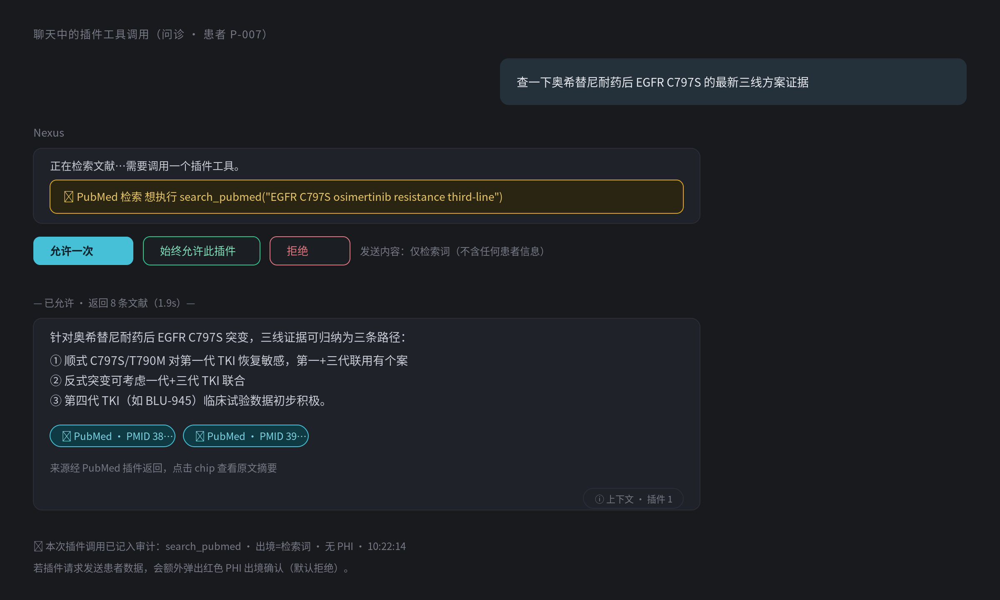 聊天中的插件工具调用（问诊 · 患者 P-007）
查一下奥希替尼耐药后 EGFR C797S 的最新三线方案证据
Nexus
正在检索文献…需要调用一个插件工具。
PubMed 检索 想执行 search_pubmed("EGFR C797S osimertinib resistance third-line")
允许一次
始终允许此插件
拒绝
发送内容：仅检索词（不含任何患者信息）
— 已允许 · 返回 8 条文献（1.9s）—
针对奥希替尼耐药后 EGFR C797S 突变，三线证据可归纳为三条路径：
① 顺式 C797S/T790M 对第一代 TKI 恢复敏感，第一+三代联用有个案
② 反式突变可考虑一代+三代 TKI 联合
③ 第四代 TKI（如 BLU-945）临床试验数据初步积极。
PubMed · PMID 38…
PubMed · PMID 39…
来源经 PubMed 插件返回，点击 chip 查看原文摘要
ⓘ 上下文 · 插件 1
本次插件调用已记入审计：search_pubmed · 出境=检索词 · 无 PHI · 10:22:14
若插件请求发送患者数据，会额外弹出红色 PHI 出境确认（默认拒绝）。